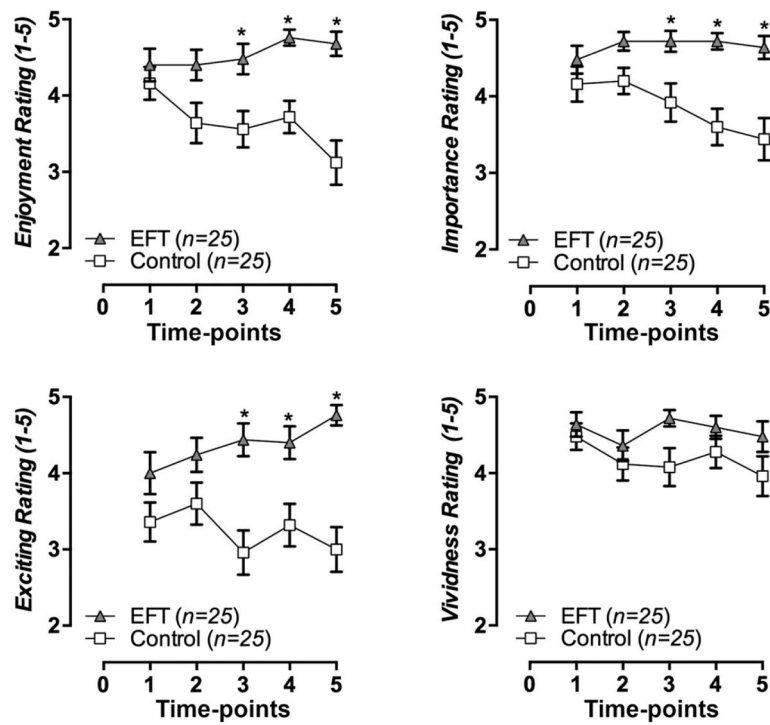 Enjoyment Rating (1-5)
5
4
3
2
* * *
EFT (n=25)
Control (n=25)
0 1 2 3 4 5
Time-points
Importance Rating (1-5)
5
4
3
2
* * *
EFT (n=25)
Control (n=25)
0 1 2 3 4 5
Time-points
Exciting Rating (1-5)
5
4
3
2
* * *
EFT (n=25)
Control (n=25)
0 1 2 3 4 5
Time-points
Vividness Rating (1-5)
5
4
3
2
EFT (n=25)
Control (n=25)
0 1 2 3 4 5
Time-points